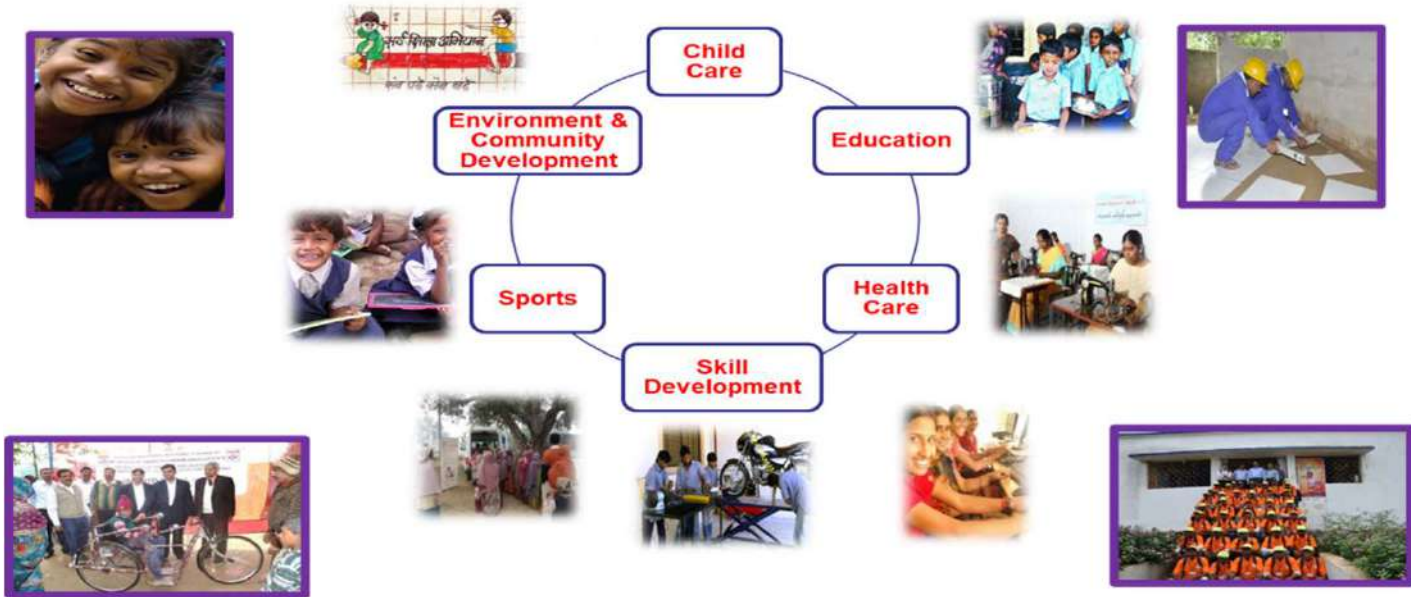 सर्व शिक्षा अभियान
Child
Care
Environment &
Community
Development
Education
Sports
Health
Care
Skill
Development